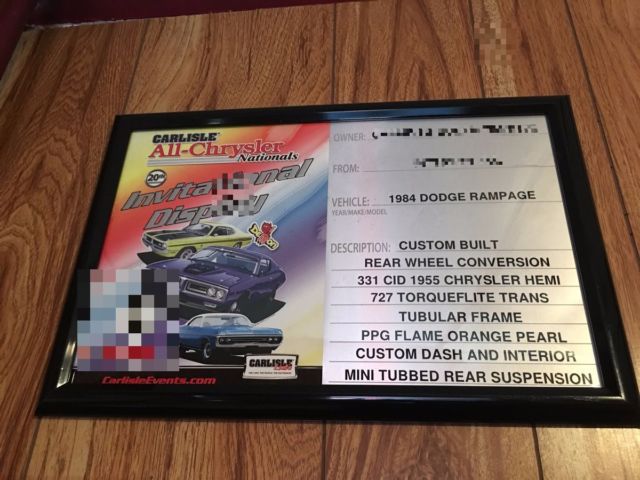 CARLISLE
All-Chrysler
Nationals
20th
Invitational
Display
CARLISLE
CarlisleEvents.com
OWNER:
FROM:
VEHICLE: 1984 DODGE RAMPAGE
YEAR/MAKE/MODEL
DESCRIPTION: CUSTOM BUILT
REAR WHEEL CONVERSION
331 CID 1955 CHRYSLER HEMI
727 TORQUEFLITE TRANS
TUBULAR FRAME
PPG FLAME ORANGE PEARL
CUSTOM DASH AND INTERIOR
MINI TUBBED REAR SUSPENSION